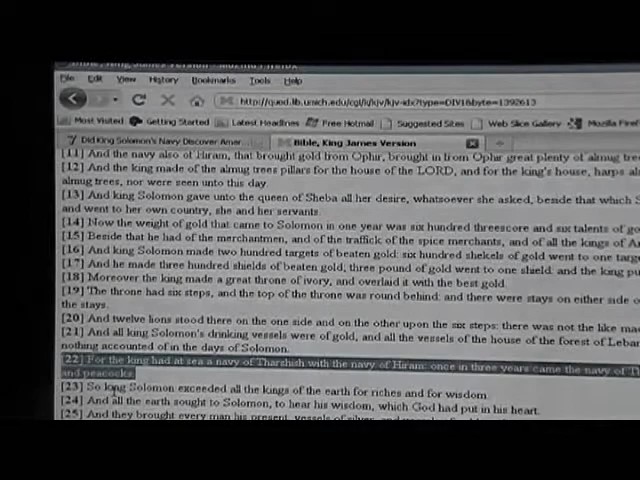 Bible, King James Version - Mozilla Firefox
File Edit View History Bookmarks Tools Help
http://quod.lib.umich.edu/cgi/k/kjv/kjv-idx?type=DIV1&byte=1392613
Most Visited Getting Started Latest Headlines Free Hotmail Suggested Sites Web Slice Gallery Mozilla Firef
Did King Solomon's Navy Discover Amer... Bible, King James Version
[11] And the navy also of Hiram, that brought gold from Ophir, brought in from Ophir great plenty of almug tre
[12] And the king made of the almug trees pillars for the house of the LORD, and for the king's house, harps al
almug trees, nor were seen unto this day.
[13] And king Solomon gave unto the queen of Sheba all her desire, whatsoever she asked, beside that which S
and went to her own country, she and her servants.
[14] Now the weight of gold that came to Solomon in one year was six hundred threescore and six talents of go
[15] Beside that he had of the merchantmen, and of the traffick of the spice merchants, and of all the kings of A
[16] And king Solomon made two hundred targets of beaten gold: six hundred shekels of gold went to one targe
[17] And he made three hundred shields of beaten gold; three pound of gold went to one shield: and the king pu
[18] Moreover the king made a great throne of ivory, and overlaid it with the best gold.
[19] The throne had six steps, and the top of the throne was round behind: and there were stays on either side o
the stays.
[20] And twelve lions stood there on the one side and on the other upon the six steps: there was not the like ma
[21] And all king Solomon's drinking vessels were of gold, and all the vessels of the house of the forest of Leban
nothing accounted of in the days of Solomon.
[22] For the king had at sea a navy of Tharshish with the navy of Hiram: once in three years came the navy of T
and peacocks.
[23] So king Solomon exceeded all the kings of the earth for riches and for wisdom.
[24] And all the earth sought to Solomon, to hear his wisdom, which God had put in his heart.
[25] And they brought every man his present, vessels of silver, and